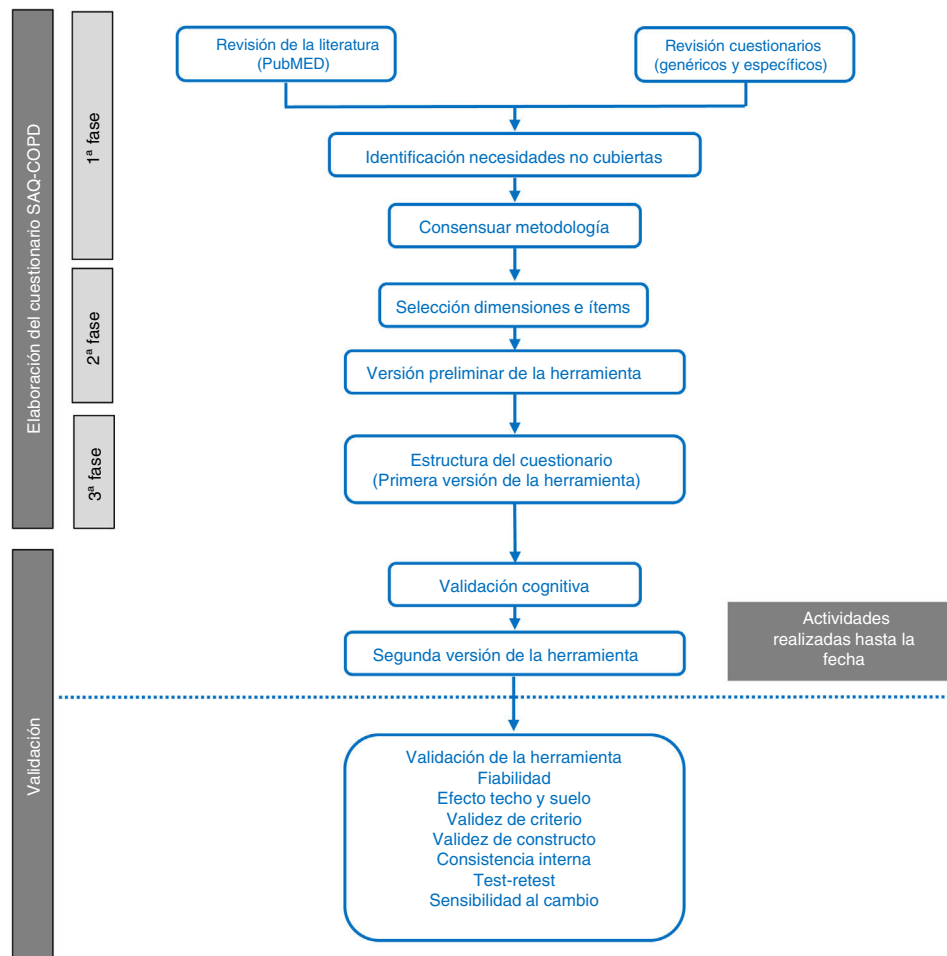 Elaboración del cuestionario SAQ-COPD
1ª fase
2ª fase
3ª fase
Revisión de la literatura
(PubMED)
Revisión cuestionarios
(genéricos y específicos)
Identificación necesidades no cubiertas
Consensuar metodología
Selección dimensiones e ítems
Versión preliminar de la herramienta
Estructura del cuestionario
(Primera versión de la herramienta)
Validación
Validación cognitiva
Segunda versión de la herramienta
Actividades
realizadas hasta la
fecha
Validación de la herramienta
Fiabilidad
Efecto techo y suelo
Validez de criterio
Validez de constructo
Consistencia interna
Test-retest
Sensibilidad al cambio